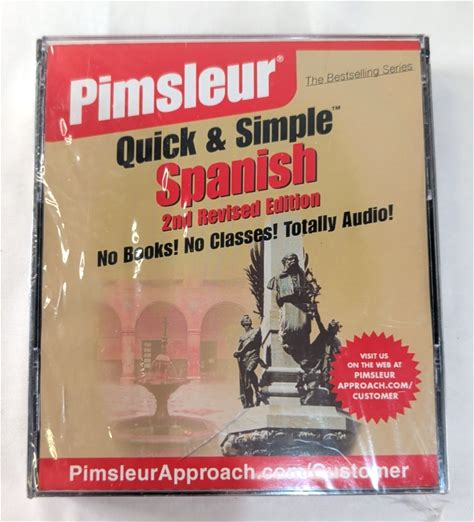 Pimsleur®
The Bestselling Series
Quick & Simple™
Spanish
2nd Revised Edition
No Books! No Classes! Totally Audio!
VISIT US
ON THE WEB AT
PIMSLEUR
APPROACH.COM/
CUSTOMER
PimsleurApproach.com/Customer